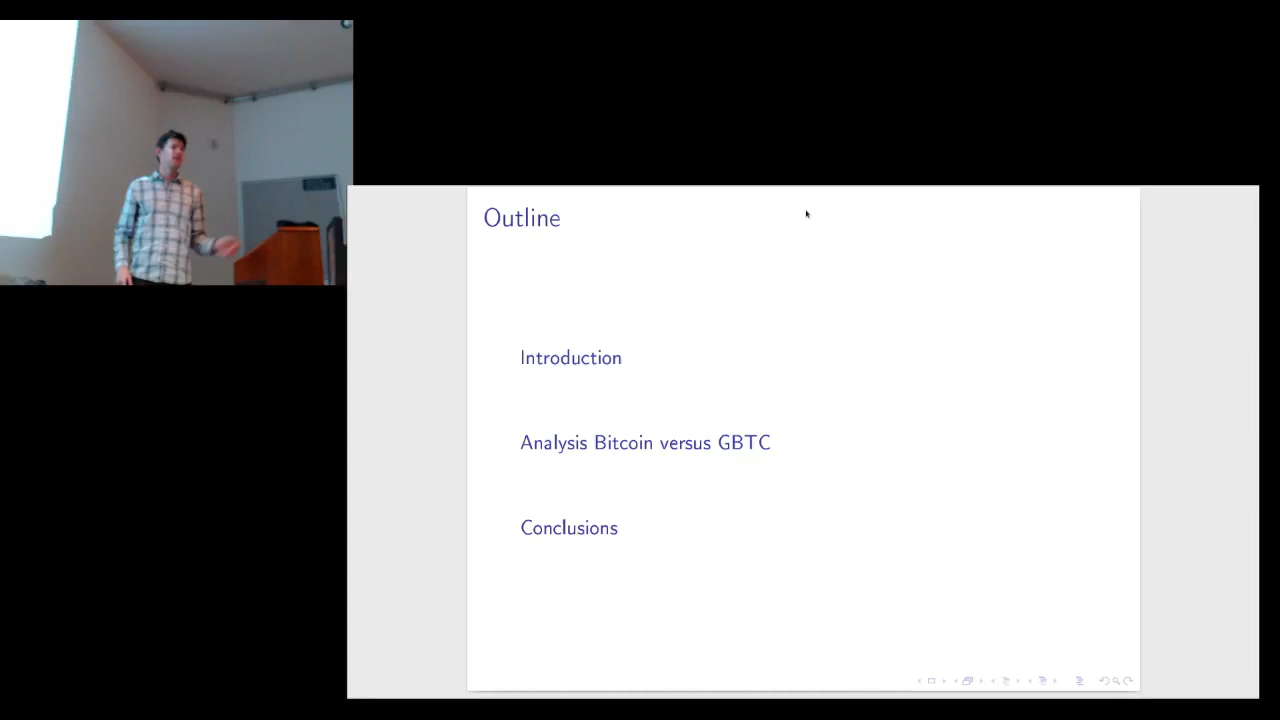 Outline
Introduction
Analysis Bitcoin versus GBTC
Conclusions